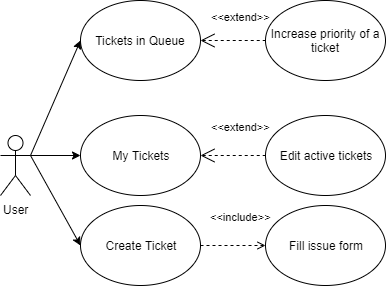 <<extend>>
Tickets in Queue
Increase priority of a
ticket
<<extend>>
My Tickets
Edit active tickets
User
<<include>>
Create Ticket
Fill issue form